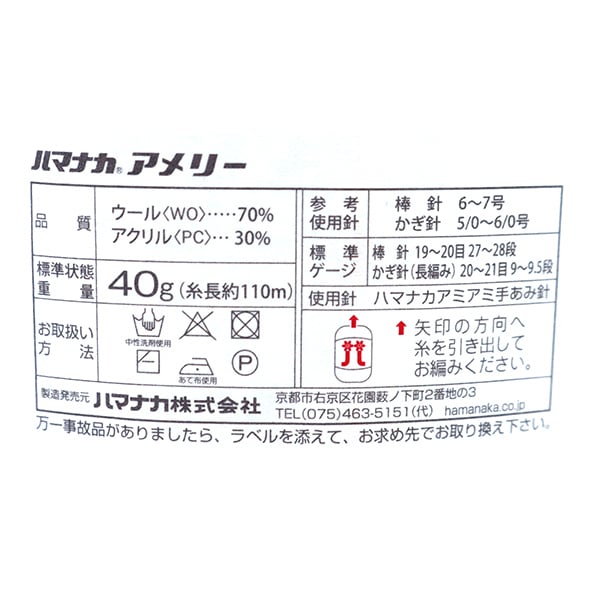 ハマナカ® アメリー
品質
ウール〈WO〉‥‥‥70%
アクリル〈PC〉‥‥30%
標準状態
重量
40g (糸長約110m)
お取扱い
方法
中性洗剤使用
あて布使用
P
参考
使用針
棒針 6〜7号
かぎ針 5/0〜6/0号
標準
ゲージ
棒針 19〜20目 27〜28段
かぎ針(長編み) 20〜21目 9〜9.5段
使用針
ハマナカアミアミ手あみ針
矢印の方向へ
糸を引き出して
お編みください。
製造発売元 ハマナカ株式会社
京都市右京区花園薮ノ下町2番地の3
TEL(075)463-5151(代) hamanaka.co.jp
万一事故品がありましたら、ラベルを添えて、お求め先でお取り換え下さい。